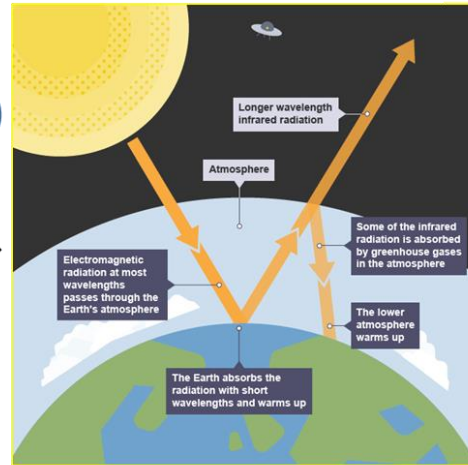 Longer wavelength
infrared radiation
Atmosphere
Some of the infrared
radiation is absorbed
by greenhouse gases
in the atmosphere
Electromagnetic
radiation at most
wavelengths
passes through the
Earth's atmosphere
The lower
atmosphere
warms up
The Earth absorbs the
radiation with short
wavelengths and warms up